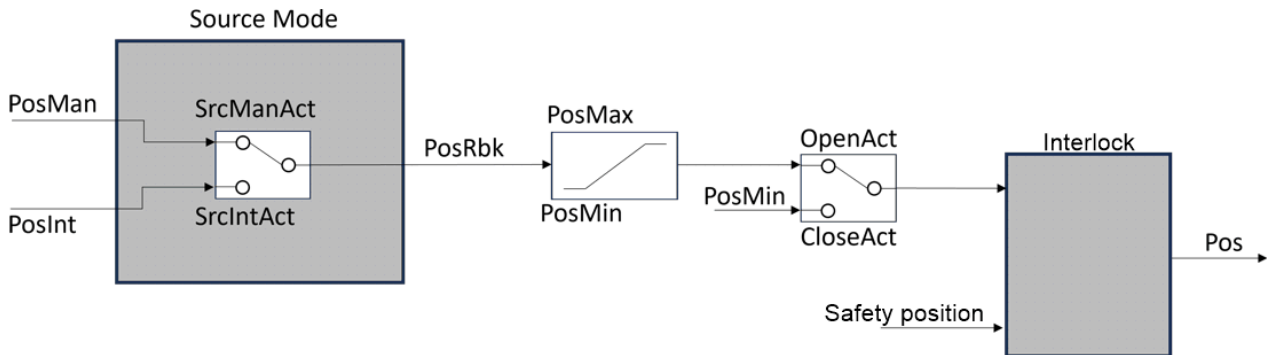 Source Mode
PosMan
SrcManAct
PosInt
SrcIntAct
PosRbk
PosMax
PosMin
OpenAct
PosMin
CloseAct
Interlock
Safety position
Pos